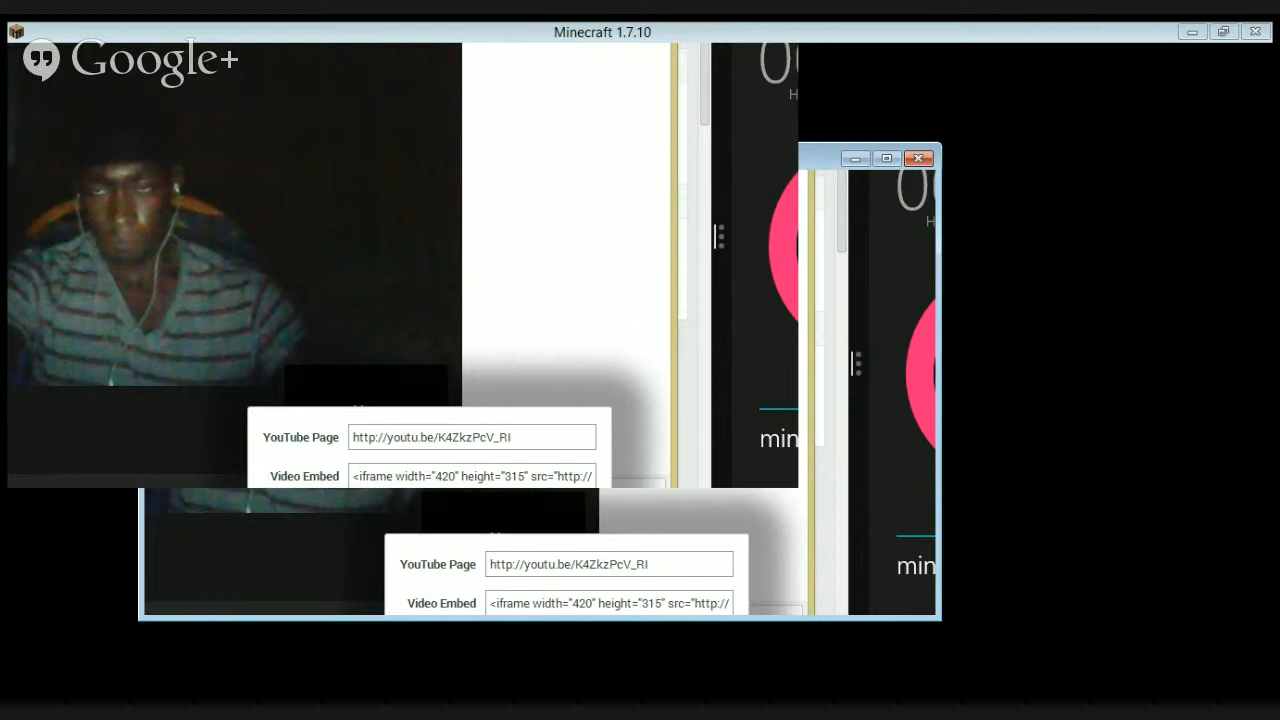 Minecraft 1.7.10
Google+
H
min
YouTube Page http://youtu.be/K4ZkzPcV_RI
Video Embed <iframe width="420" height="315" src="http://
H
min
YouTube Page http://youtu.be/K4ZkzPcV_RI
Video Embed <iframe width="420" height="315" src="http://